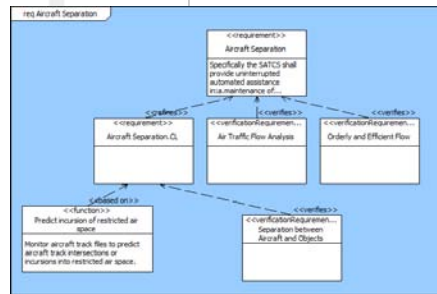 req Aircraft Separation
<<requirement>>
Aircraft Separation
Specifically the SATCS shall
provide uninterrupted
automated assistance
in:a.maintenance of...
<<refines>>
<<verifies>>
<<verifies>>
<<requirement>>
Aircraft Separation.CL
<<verificationRequiremen...
Air Traffic Flow Analysis
<<verificationRequiremen...
Orderly and Efficient Flow
<<based on>>
<<verifies>>
<<function>>
Predict incursion of restricted air
space
Monitor aircraft track files to predict
aircraft track intersections or
incursions into restricted air space.
<<verificationRequiremen...
Separation between
Aircraft and Objects